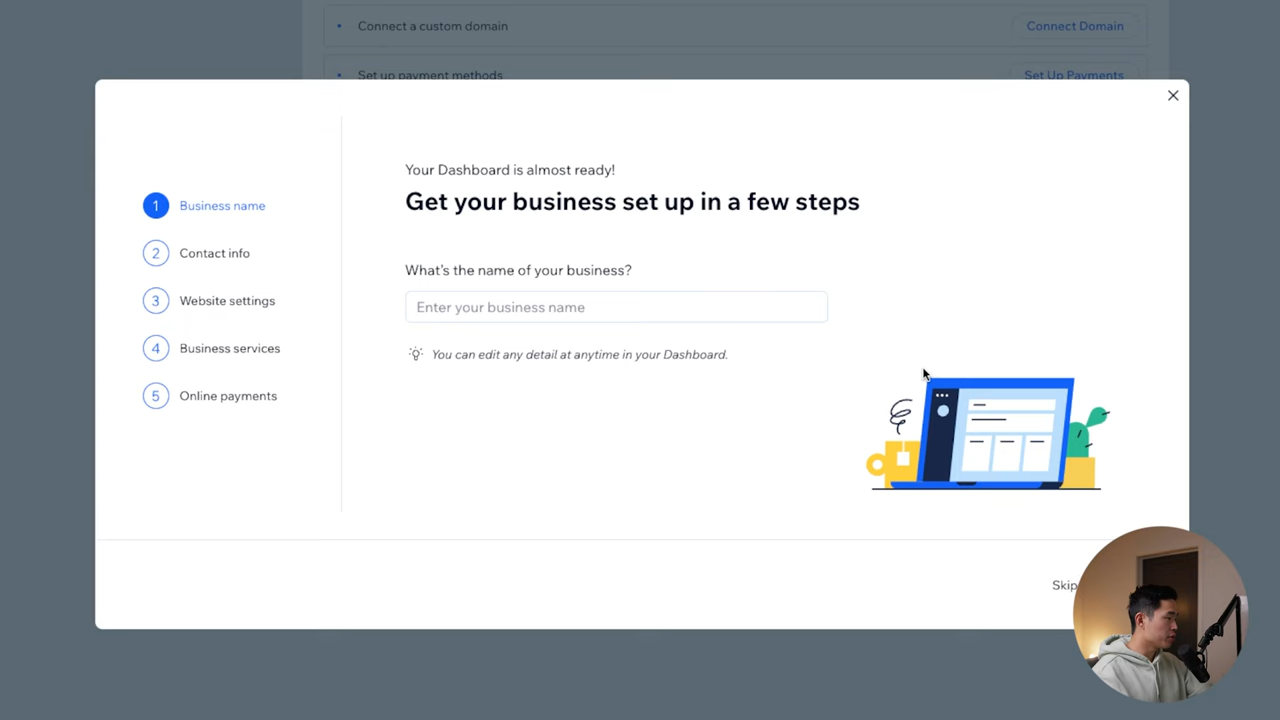 Connect a custom domain
Connect Domain
Set up payment methods
Set Up Payments
Your Dashboard is almost ready!
Get your business set up in a few steps
1 Business name
2 Contact info
3 Website settings
4 Business services
5 Online payments
What's the name of your business?
Enter your business name
You can edit any detail at anytime in your Dashboard.
Skip